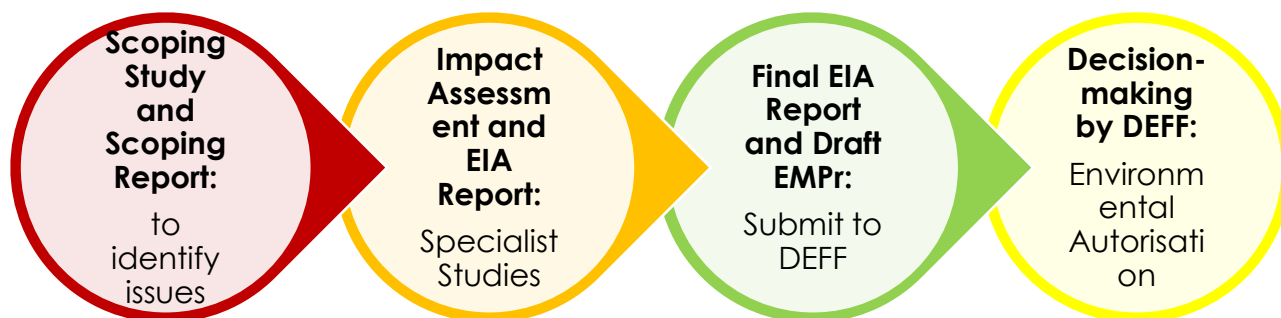 Scoping
Study
and
Scoping
Report:
to
identify
issues
Impact
Assessm
ent and
EIA
Report:
Specialist
Studies
Final EIA
Report
and Draft
EMPr:
Submit to
DEFF
Decision-
making
by DEFF:
Environm
ental
Autorisati
on